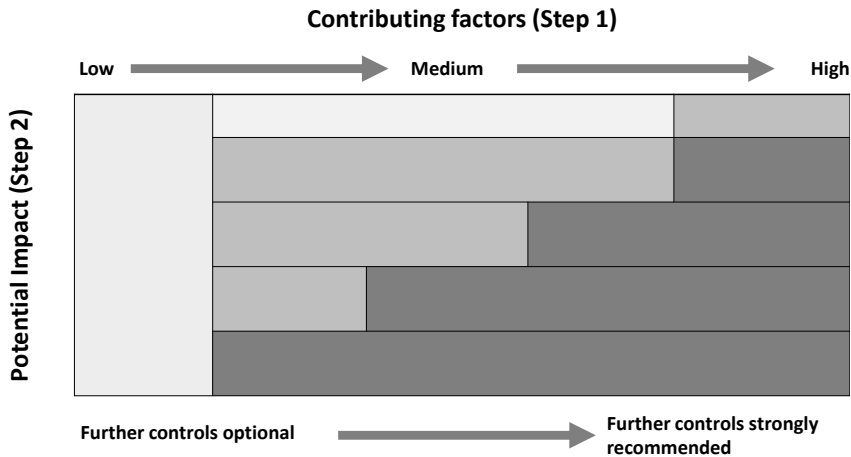 Contributing factors (Step 1)
Low Medium High
Potential Impact (Step 2)
Further controls optional
Further controls strongly
recommended